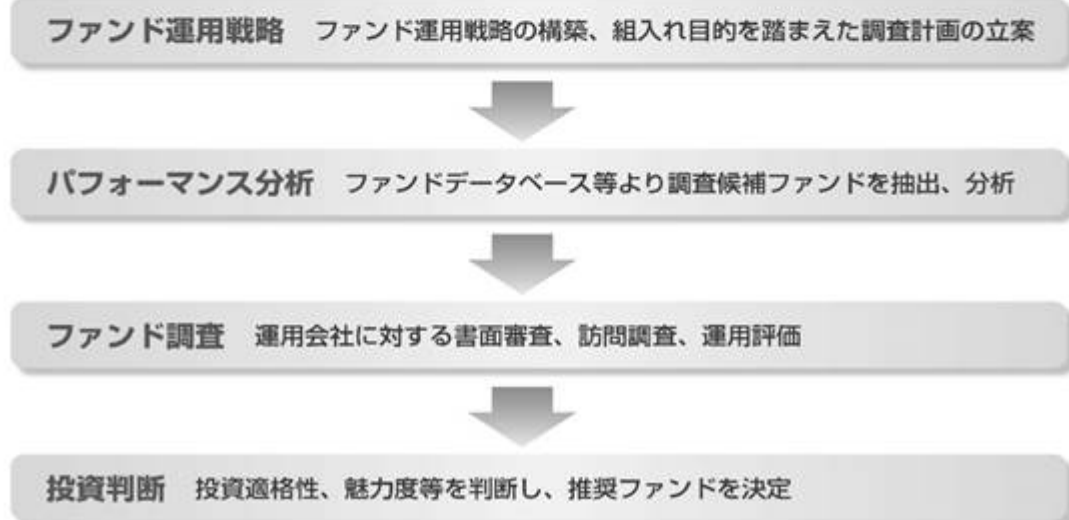 ファンド運用戦略 ファンド運用戦略の構築、組入れ目的を踏まえた調査計画の立案
パフォーマンス分析 ファンドデータベース等より調査候補ファンドを抽出、分析
ファンド調査 運用会社に対する書面審査、訪問調査、運用評価
投資判断 投資適格性、魅力度等を判断し、推奨ファンドを決定